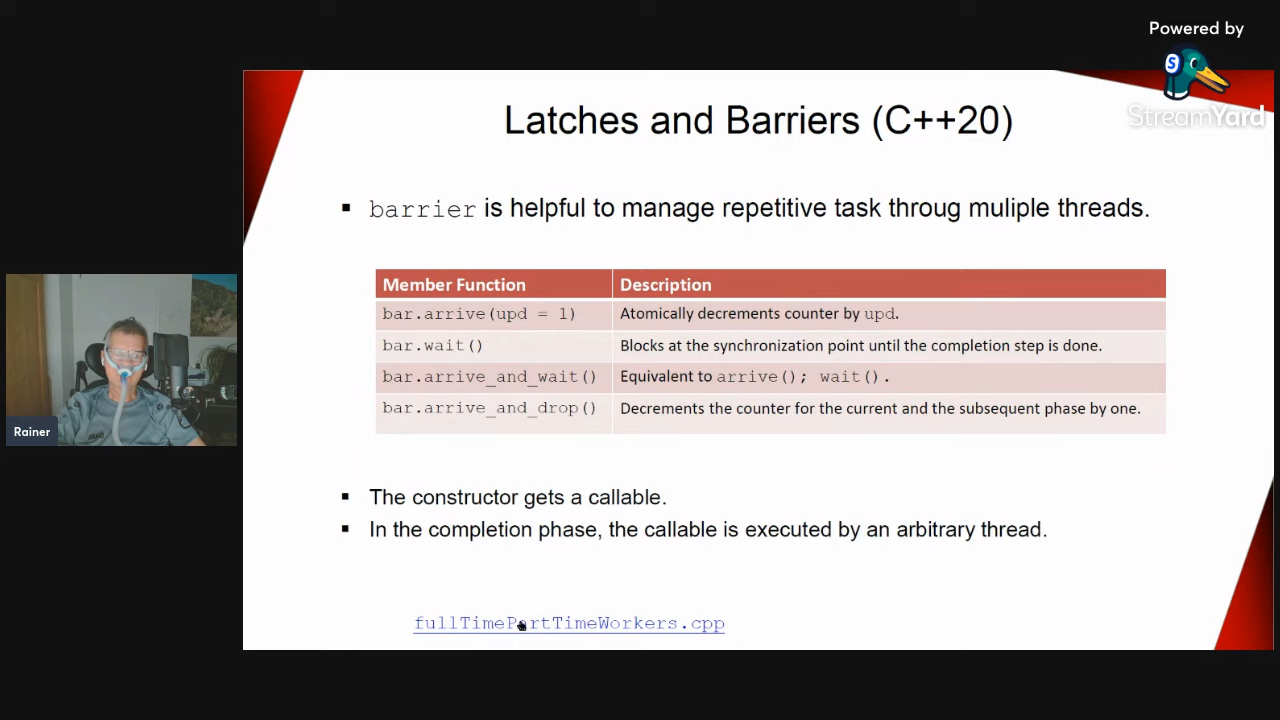 Powered by
S
StreamYard
Latches and Barriers (C++20)
▪ barrier is helpful to manage repetitive task throug muliple threads.
Member Function Description
bar.arrive(upd = 1) Atomically decrements counter by upd.
bar.wait() Blocks at the synchronization point until the completion step is done.
bar.arrive_and_wait() Equivalent to arrive(); wait().
bar.arrive_and_drop() Decrements the counter for the current and the subsequent phase by one.
▪ The constructor gets a callable.
▪ In the completion phase, the callable is executed by an arbitrary thread.
fullTimePartTimeWorkers.cpp
Rainer